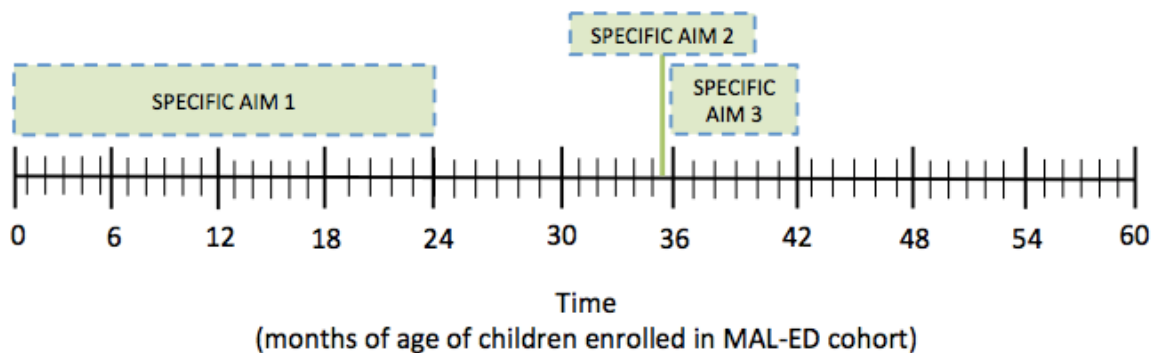 SPECIFIC AIM 2
SPECIFIC AIM 1
SPECIFIC
AIM 3
0 6 12 18 24 30 36 42 48 54 60
Time
(months of age of children enrolled in MAL-ED cohort)